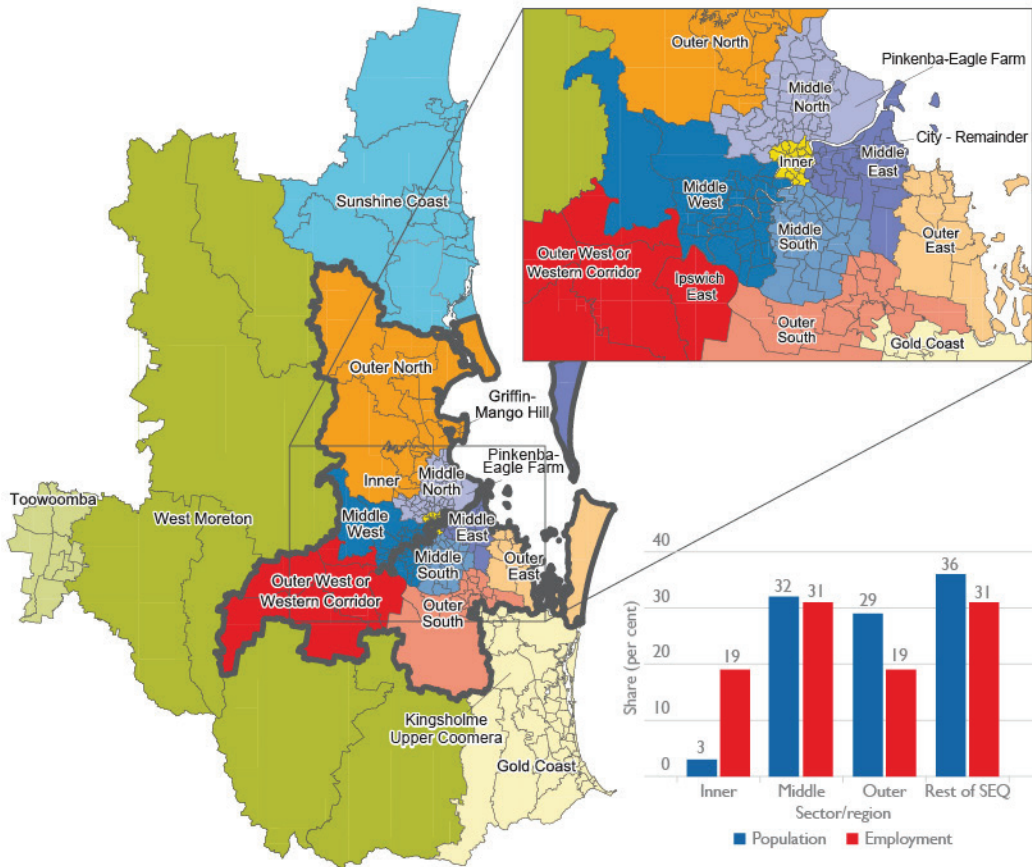 Outer North
Pinkenba-Eagle Farm
Middle
North
City - Remainder
Inner
Middle
East
Middle
West
Middle
South
Outer
East
Outer West or
Western Corridor
Ipswich
East
Outer
South
Gold Coast
Sunshine Coast
Outer North
Griffin-
Mango Hill
Pinkenba-
Eagle Farm
Inner
Middle
North
Toowoomba
West Moreton
Middle
West
Middle
East
Middle
South
Outer
East
Outer West or
Western Corridor
Outer
South
Kingsholme
Upper Coomera
Gold Coast
Share (per cent)
40
30
20
10
0
3
19
32
31
29
19
36
31
Inner
Middle
Outer
Rest of SEQ
Sector/region
Population
Employment